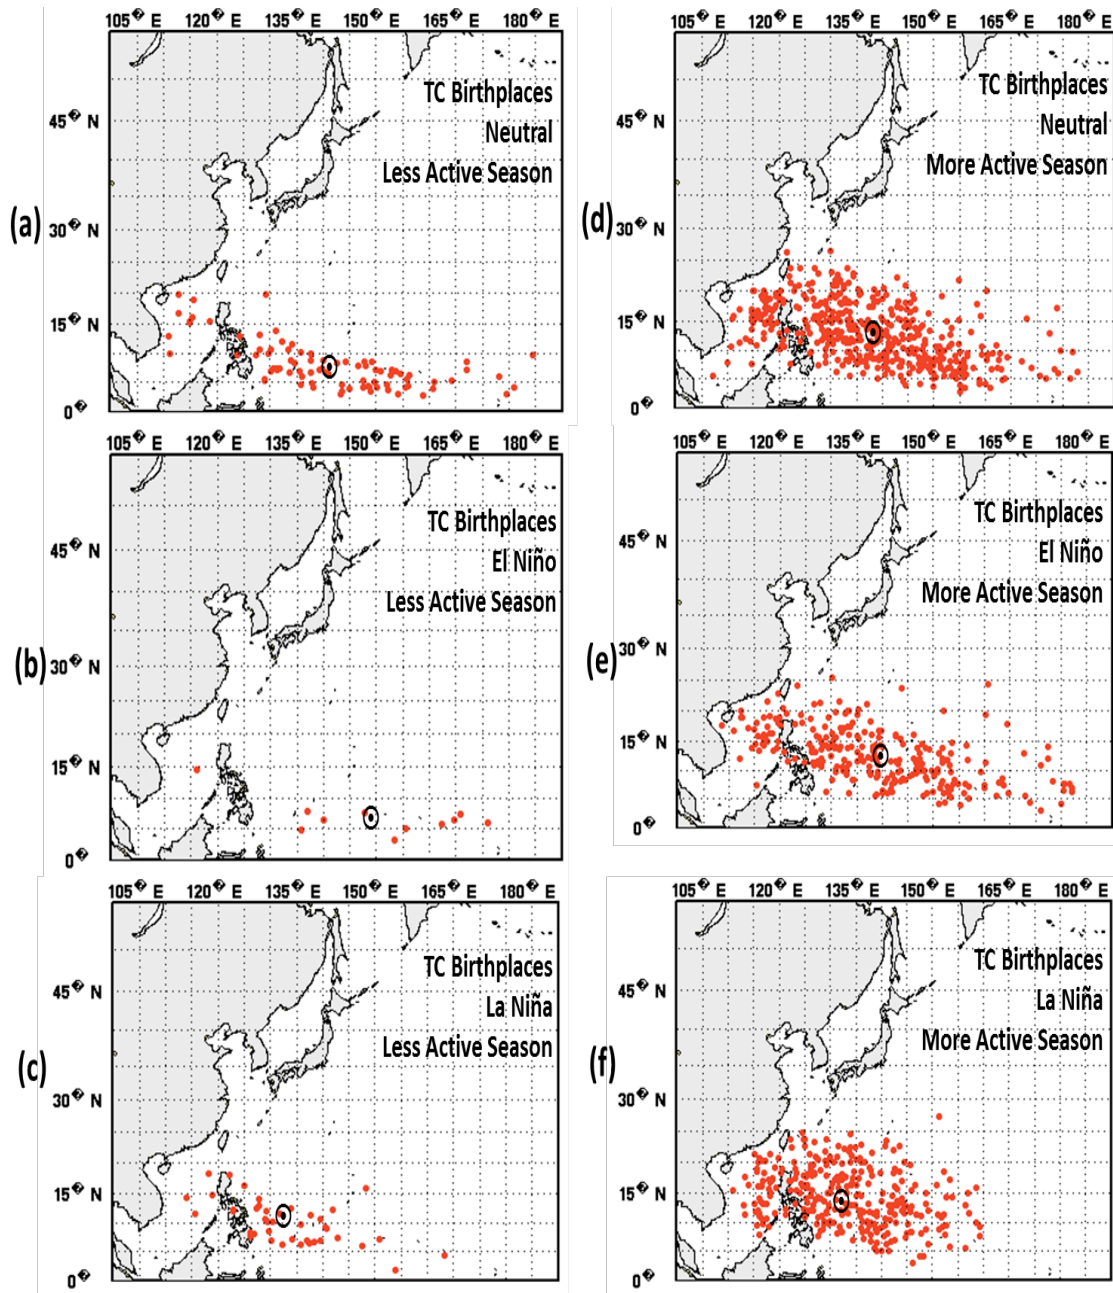 105� E 120� E 135� E 150� E 165� E 180� E
TC Birthplaces
Neutral
Less Active Season
45� N
(a)
30� N
15� N
0�
105� E 120� E 135� E 150� E 165� E 180� E
TC Birthplaces
Neutral
More Active Season
45� N
(d)
30� N
15� N
0�
105� E 120� E 135� E 150� E 165� E 180� E
TC Birthplaces
El Niño
Less Active Season
45� N
(b)
30� N
15� N
0�
105� E 120� E 135� E 150� E 165� E 180� E
TC Birthplaces
El Niño
More Active Season
45� N
(e)
30� N
15� N
0�
105� E 120� E 135� E 150� E 165� E 180� E
TC Birthplaces
La Niña
Less Active Season
45� N
(c)
30� N
15� N
0�
105� E 120� E 135� E 150� E 165� E 180� E
TC Birthplaces
La Niña
More Active Season
45� N
(f)
30� N
15� N
0�